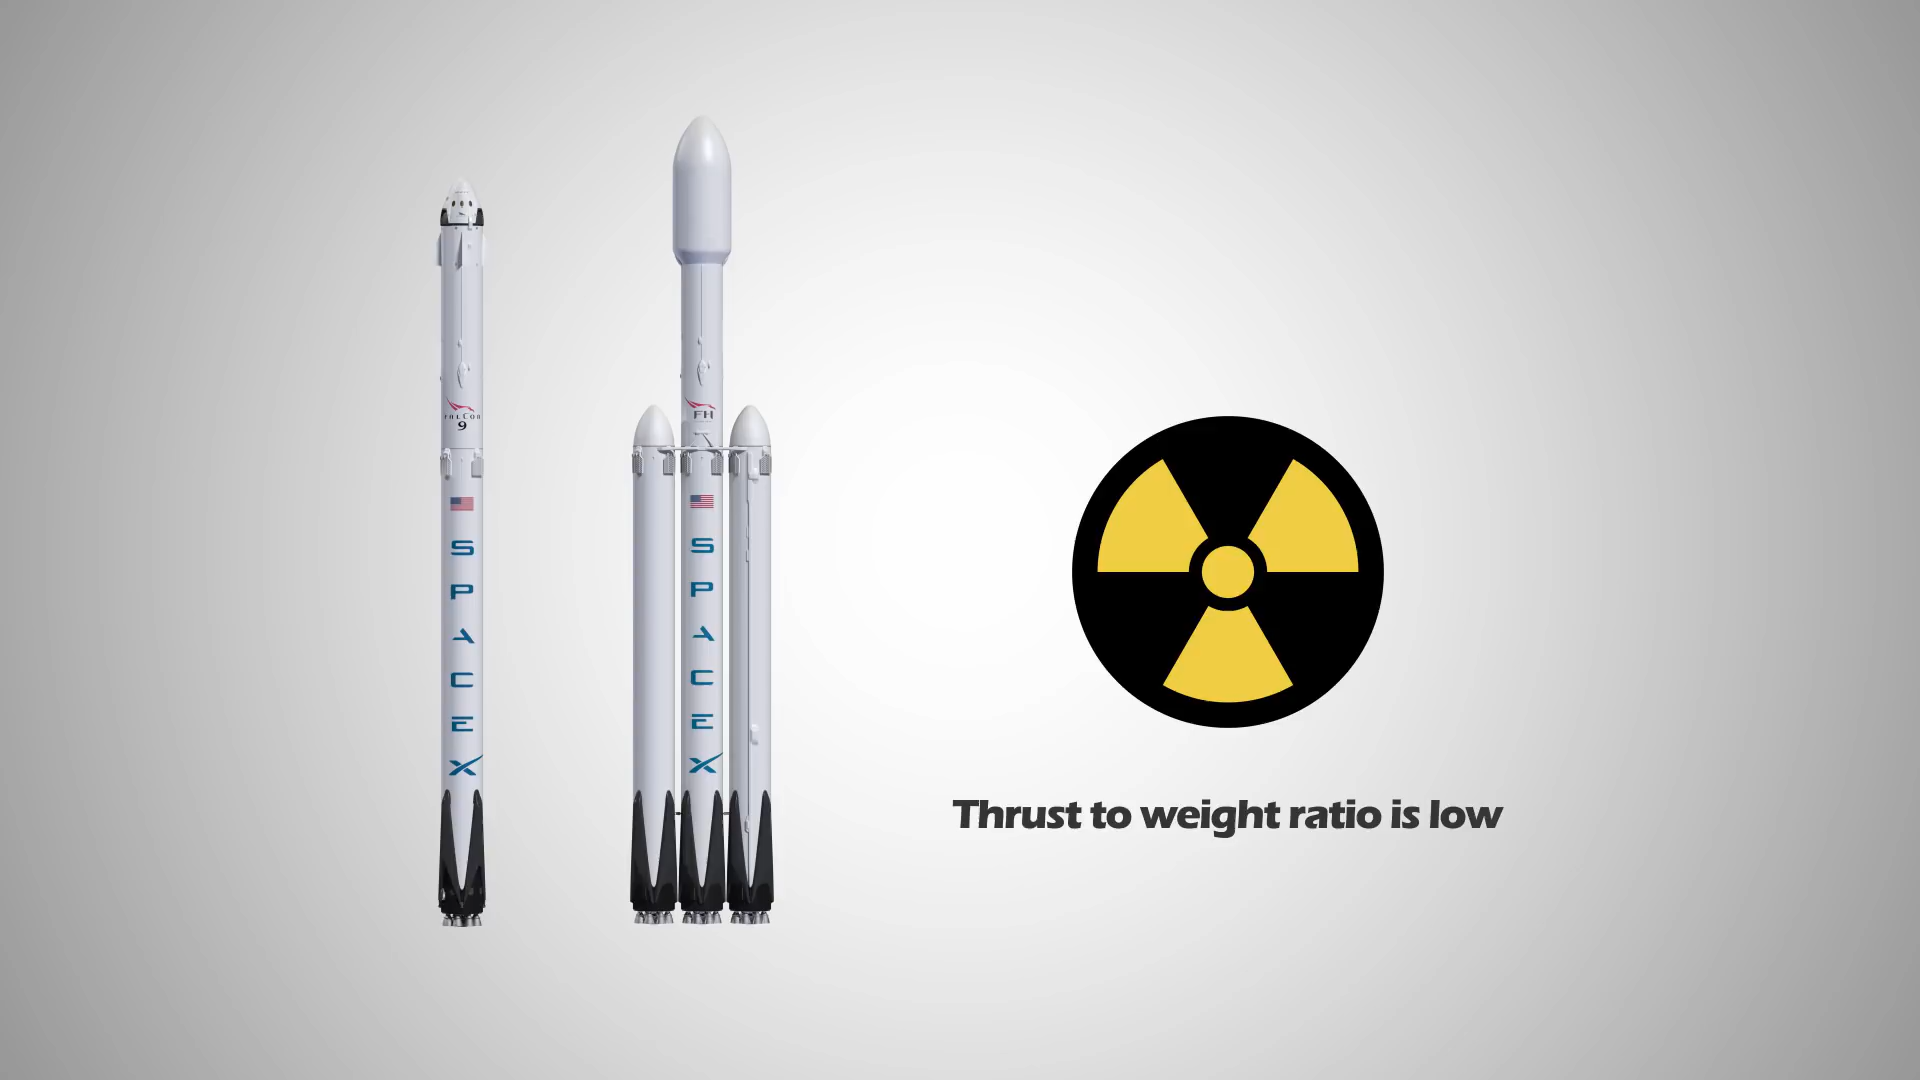 FALCON
9
SPACEX
FH
SPACEX
Thrust to weight ratio is low